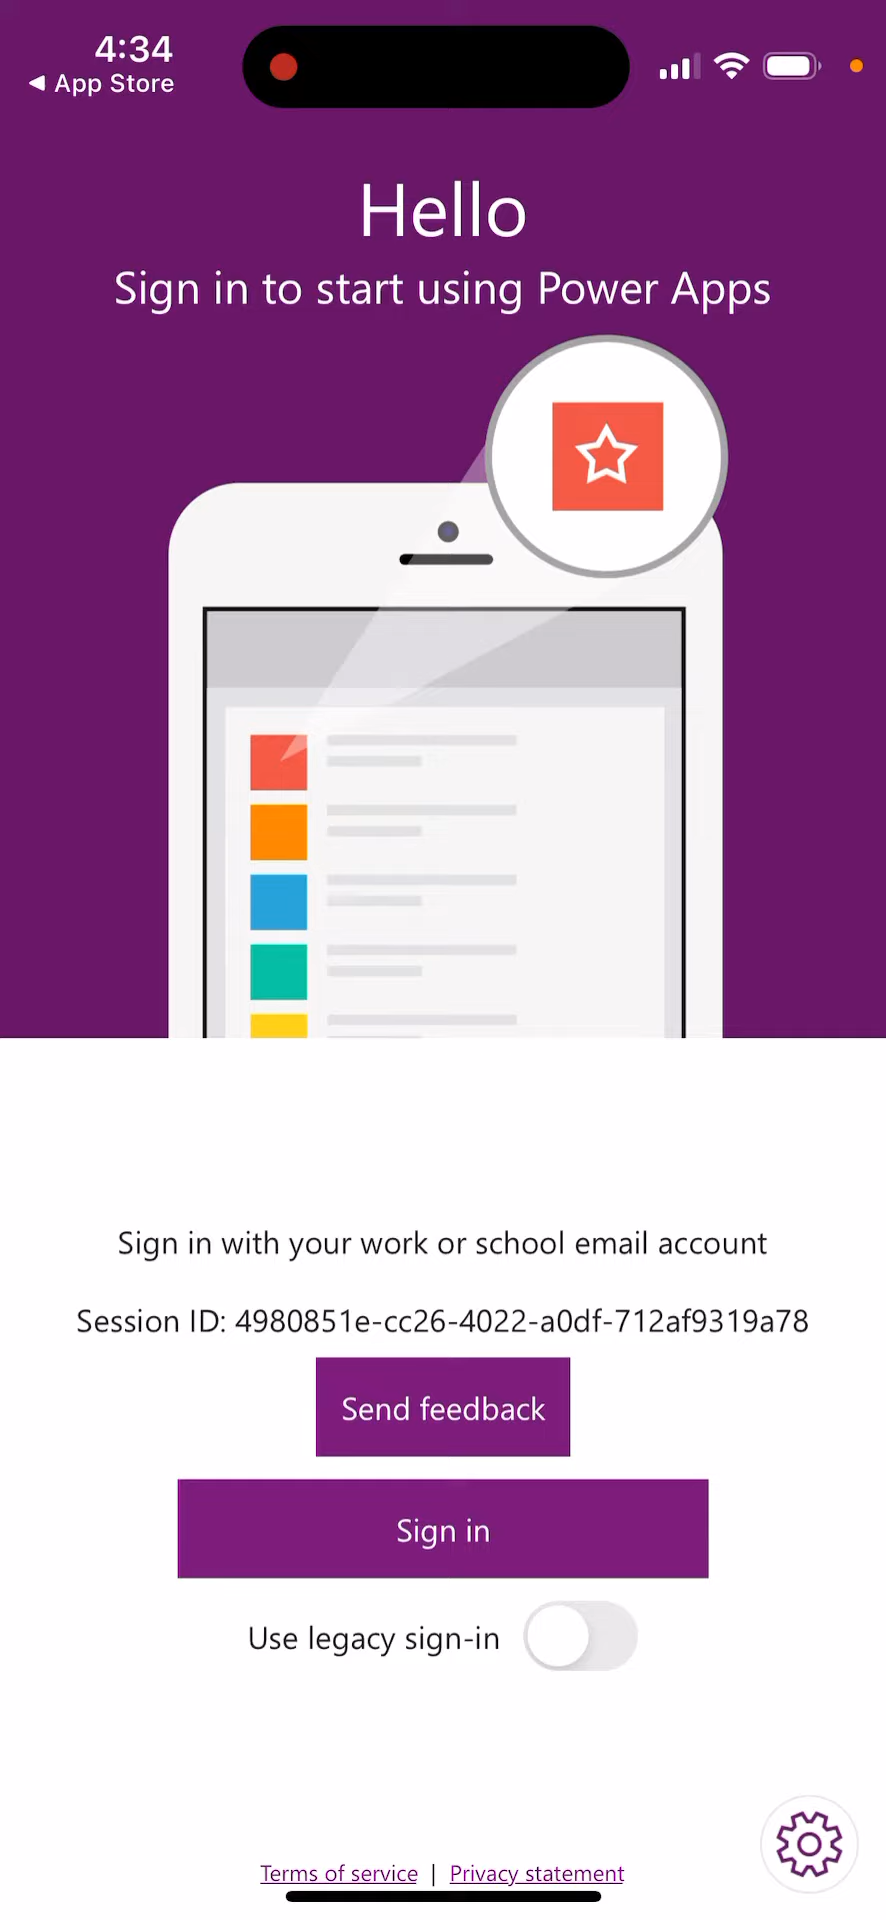 4:34
◀ App Store
Hello
Sign in to start using Power Apps
Sign in with your work or school email account
Session ID: 4980851e-cc26-4022-a0df-712af9319a78
Send feedback
Sign in
Use legacy sign-in
Terms of service | Privacy statement